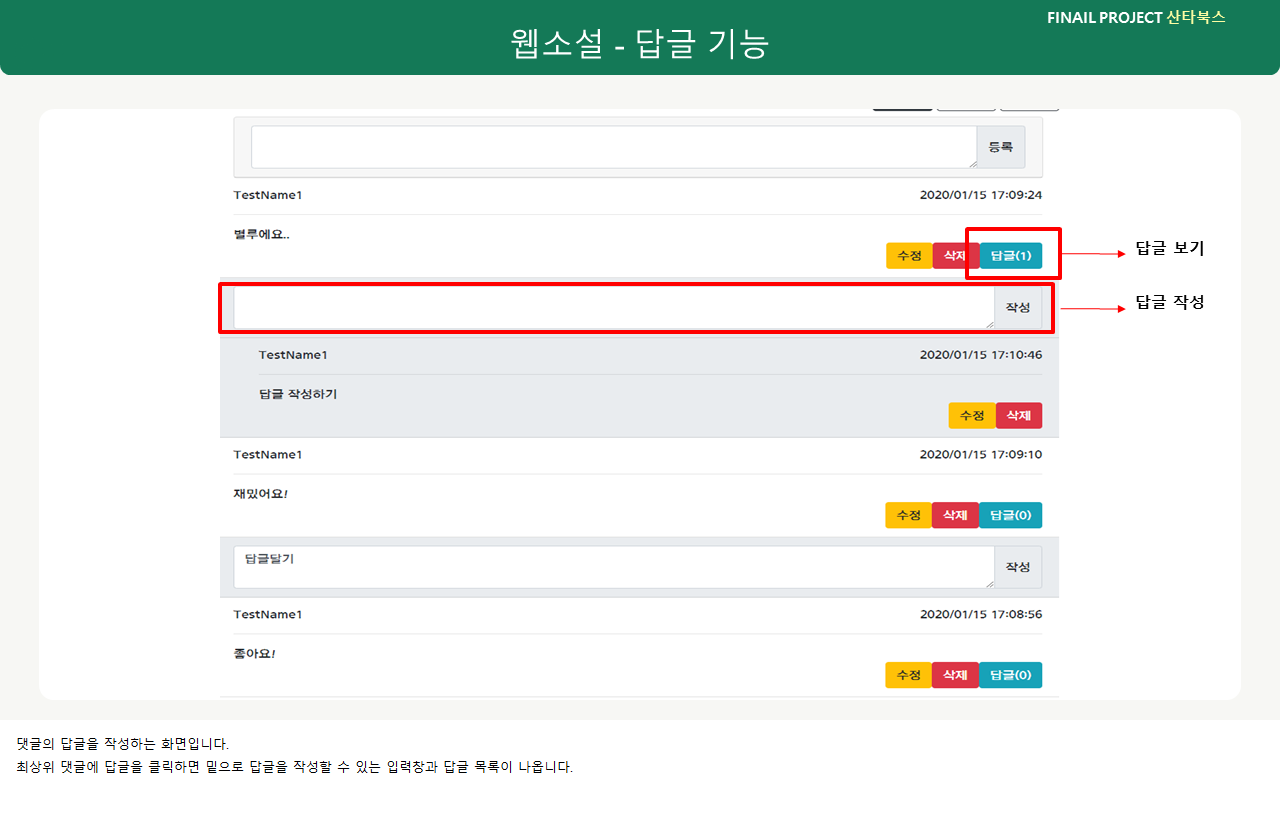 FINAIL PROJECT 산타북스
웹소설 - 답글 기능
등록
TestName1 2020/01/15 17:09:24
별루에요..
수정 삭제 답글(1)
답글 보기
작성
답글 작성
TestName1 2020/01/15 17:10:46
답글 작성하기
수정 삭제
TestName1 2020/01/15 17:09:10
재밌어요!
수정 삭제 답글(0)
답글달기 작성
TestName1 2020/01/15 17:08:56
좋아요!
수정 삭제 답글(0)
댓글의 답글을 작성하는 화면입니다.
최상위 댓글에 답글을 클릭하면 밑으로 답글을 작성할 수 있는 입력창과 답글 목록이 나옵니다.